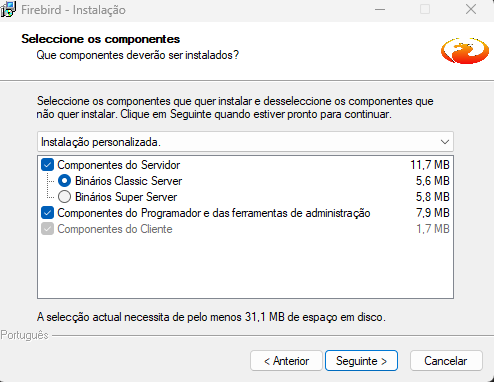 Firebird - Instalação
Seleccione os componentes
Que componentes deverão ser instalados?
Seleccione os componentes que quer instalar e desseleccione os componentes que
não quer instalar. Clique em Seguinte quando estiver pronto para continuar.
Instalação personalizada.
Componentes do Servidor 11,7 MB
Binários Classic Server 5,6 MB
Binários Super Server 5,8 MB
Componentes do Programador e das ferramentas de administração 7,9 MB
Componentes do Cliente 1,7 MB
A selecção actual necessita de pelo menos 31,1 MB de espaço em disco.
Português
< Anterior Seguinte > Cancelar